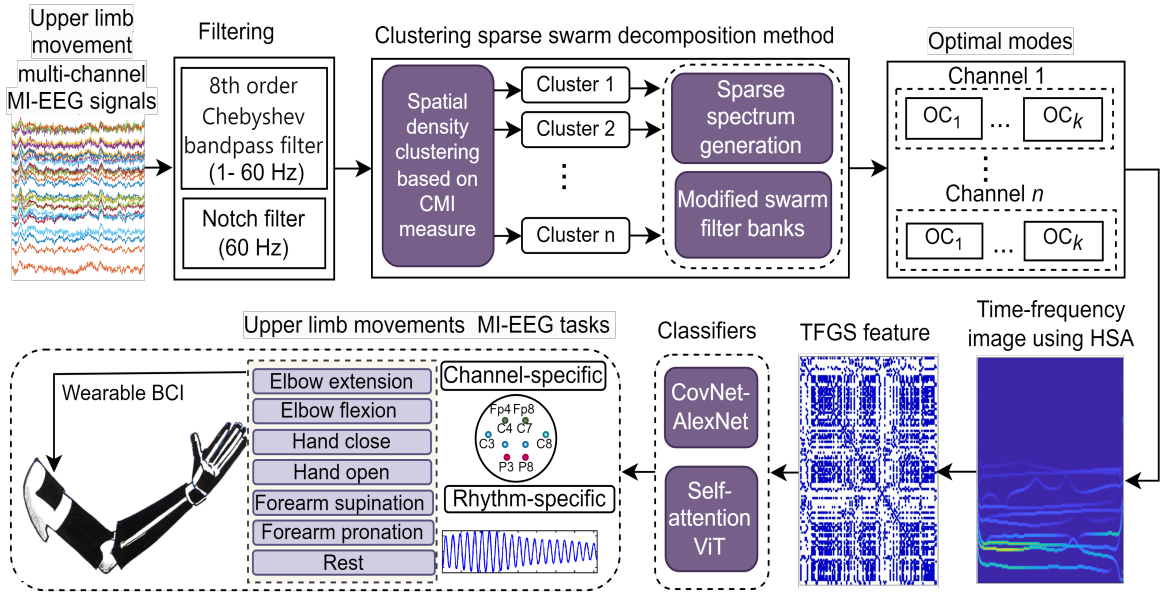 Upper limb
movement
multi-channel
MI-EEG signals
Filtering
8th order
Chebyshev
bandpass filter
(1- 60 Hz)
Notch filter
(60 Hz)
Clustering sparse swarm decomposition method
Spatial
density
clustering
based on
CMI
measure
Cluster 1
Cluster 2
⋮
Cluster n
Sparse
spectrum
generation
Modified swarm
filter banks
Optimal modes
Channel 1
OC1 ... OCk
⋮
Channel n
OC1 ... OCk
Time-frequency
image using HSA
TFGS feature
Classifiers
CovNet-
AlexNet
Self-
attention
ViT
Upper limb movements MI-EEG tasks
Channel-specific
Fp4 Fp8
C4 C7
C3 C8
P3 P8
Rhythm-specific
Elbow extension
Elbow flexion
Hand close
Hand open
Forearm supination
Forearm pronation
Rest
Wearable BCI